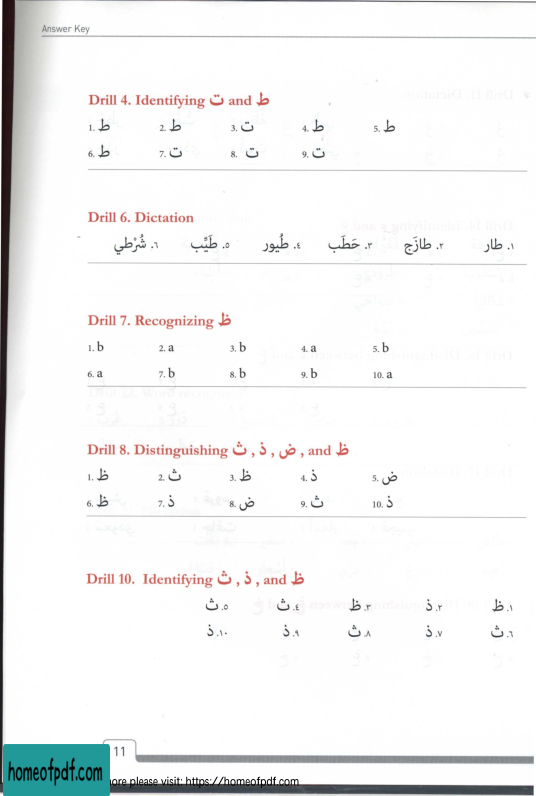 Answer Key
Drill 4. Identifying ت and ط
1. ط 2. ط 3. ت 4. ط 5. ط
6. ط 7. ت 8. ت 9. ت
Drill 6. Dictation
١. طار ٢. طازَج ٣. حَطَب ٤. طُيور ٥. طَيِّب ٦. شُرْطي
Drill 7. Recognizing ظ
1. b 2. a 3. b 4. a 5. b
6. a 7. b 8. b 9. b 10. a
Drill 8. Distinguishing ث , ذ , ض , and ظ
1. ظ 2. ث 3. ظ 4. ذ 5. ض
6. ظ 7. ذ 8. ض 9. ث 10. ذ
Drill 10. Identifying ث , ذ , and ظ
١. ظ ٢. ذ ٣. ظ ٤. ث ٥. ث
٦. ث ٧. ذ ٨. ث ٩. ذ ١٠. ذ
11
homeofpdf.com
ore please visit: https://homeofpdf.com